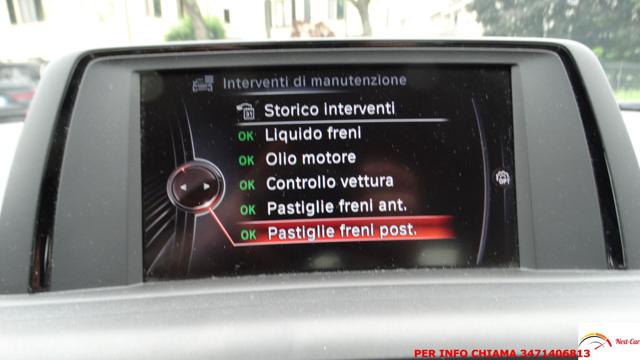 Interventi di manutenzione
31
Storico interventi
OK Liquido freni
OK Olio motore
OK Controllo vettura
OK Pastiglie freni ant.
OK Pastiglie freni post.
PER INFO CHIAMA 3471406813
Next-Car